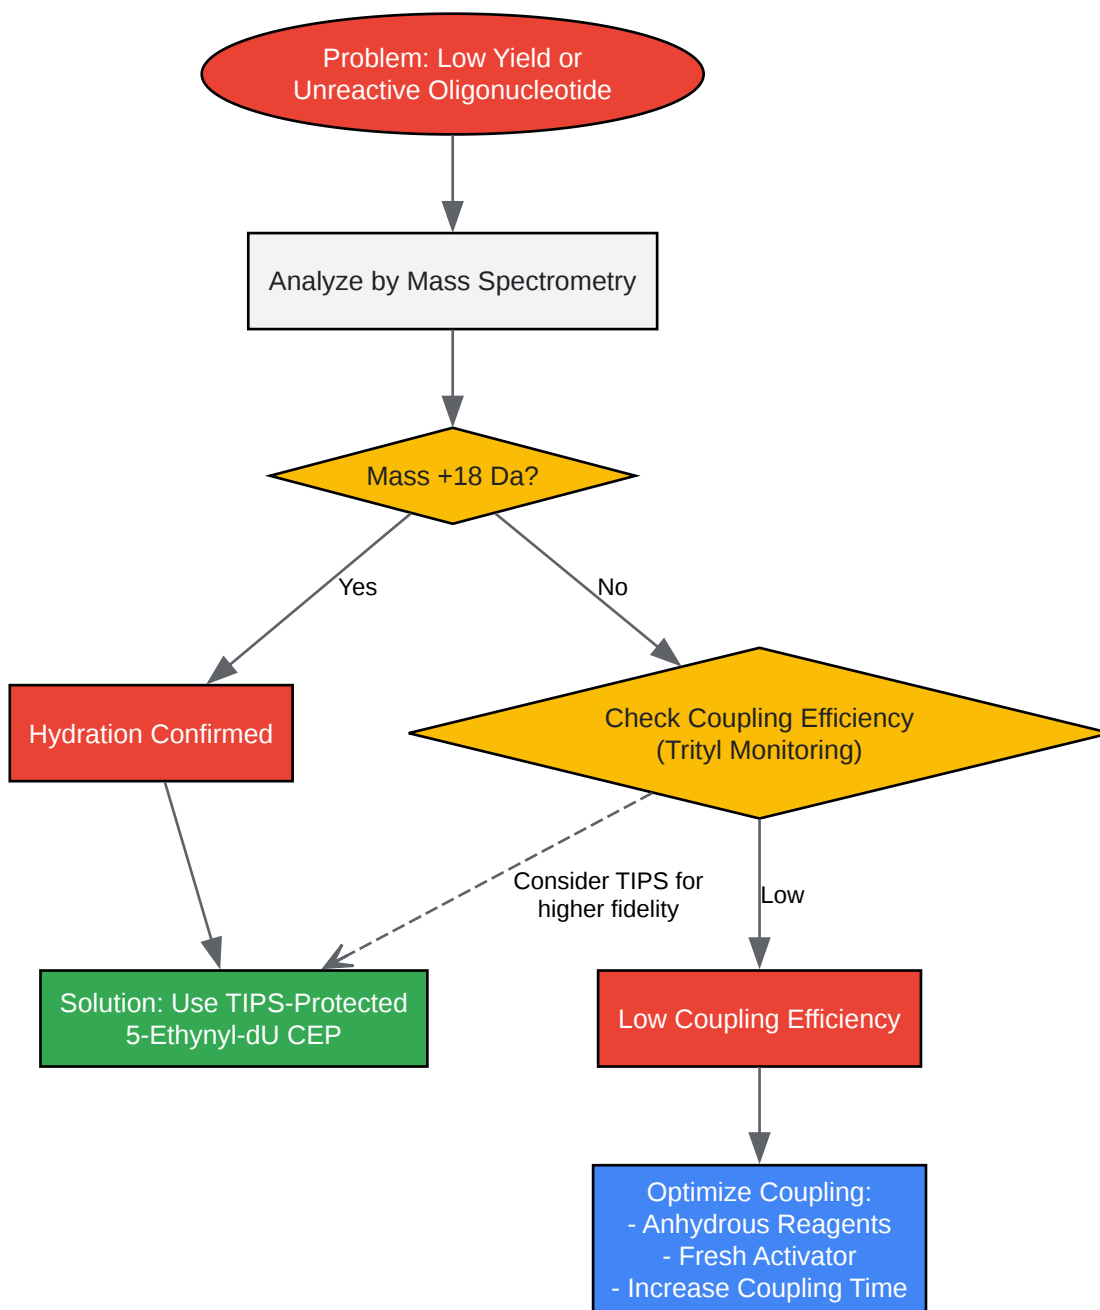 Problem: Low Yield or
Unreactive Oligonucleotide
Analyze by Mass Spectrometry
Mass +18 Da?
Yes
No
Hydration Confirmed
Check Coupling Efficiency
(Trityl Monitoring)
Consider TIPS for
higher fidelity
Low
Solution: Use TIPS-Protected
5-Ethynyl-dU CEP
Low Coupling Efficiency
Optimize Coupling:
- Anhydrous Reagents
- Fresh Activator
- Increase Coupling Time